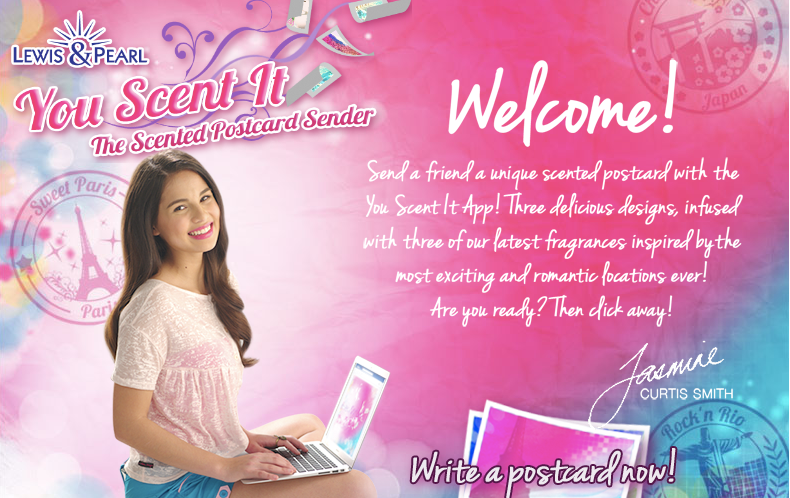 LEWIS & PEARL
You Scent It
The Scented Postcard Sender
Welcome!
Send a friend a unique scented postcard with the
You Scent It App! Three delicious designs, infused
with three of our latest fragrances inspired by the
most exciting and romantic locations ever!
Are you ready? Then click away!
Jasmine
CURTIS SMITH
Write a postcard now!
Sweet Paris
Paris
Japan
Rock'n Rio